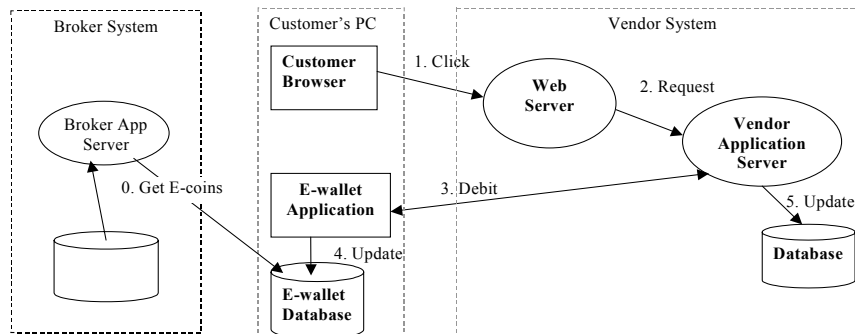 Broker System
Customer's PC
Vendor System
Customer
Browser
1. Click
Web
Server
2. Request
Broker App
Server
Vendor
Application
Server
0. Get E-coins
E-wallet
Application
3. Debit
5. Update
4. Update
Database
E-wallet
Database